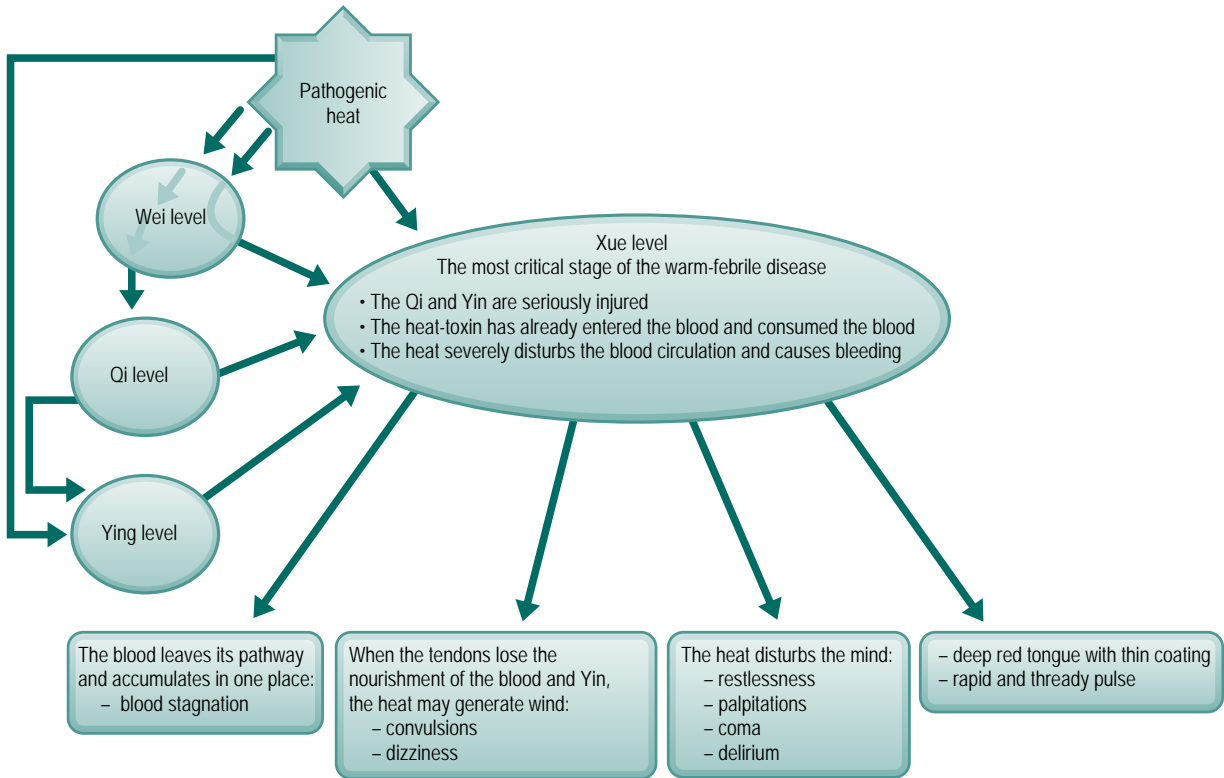 Pathogenic
heat
Wei level
Xue level
The most critical stage of the warm-febrile disease
• The Qi and Yin are seriously injured
• The heat-toxin has already entered the blood and consumed the blood
• The heat severely disturbs the blood circulation and causes bleeding
Qi level
Ying level
The blood leaves its pathway
and accumulates in one place:
– blood stagnation
When the tendons lose the
nourishment of the blood and Yin,
the heat may generate wind:
– convulsions
– dizziness
The heat disturbs the mind:
– restlessness
– palpitations
– coma
– delirium
– deep red tongue with thin coating
– rapid and thready pulse